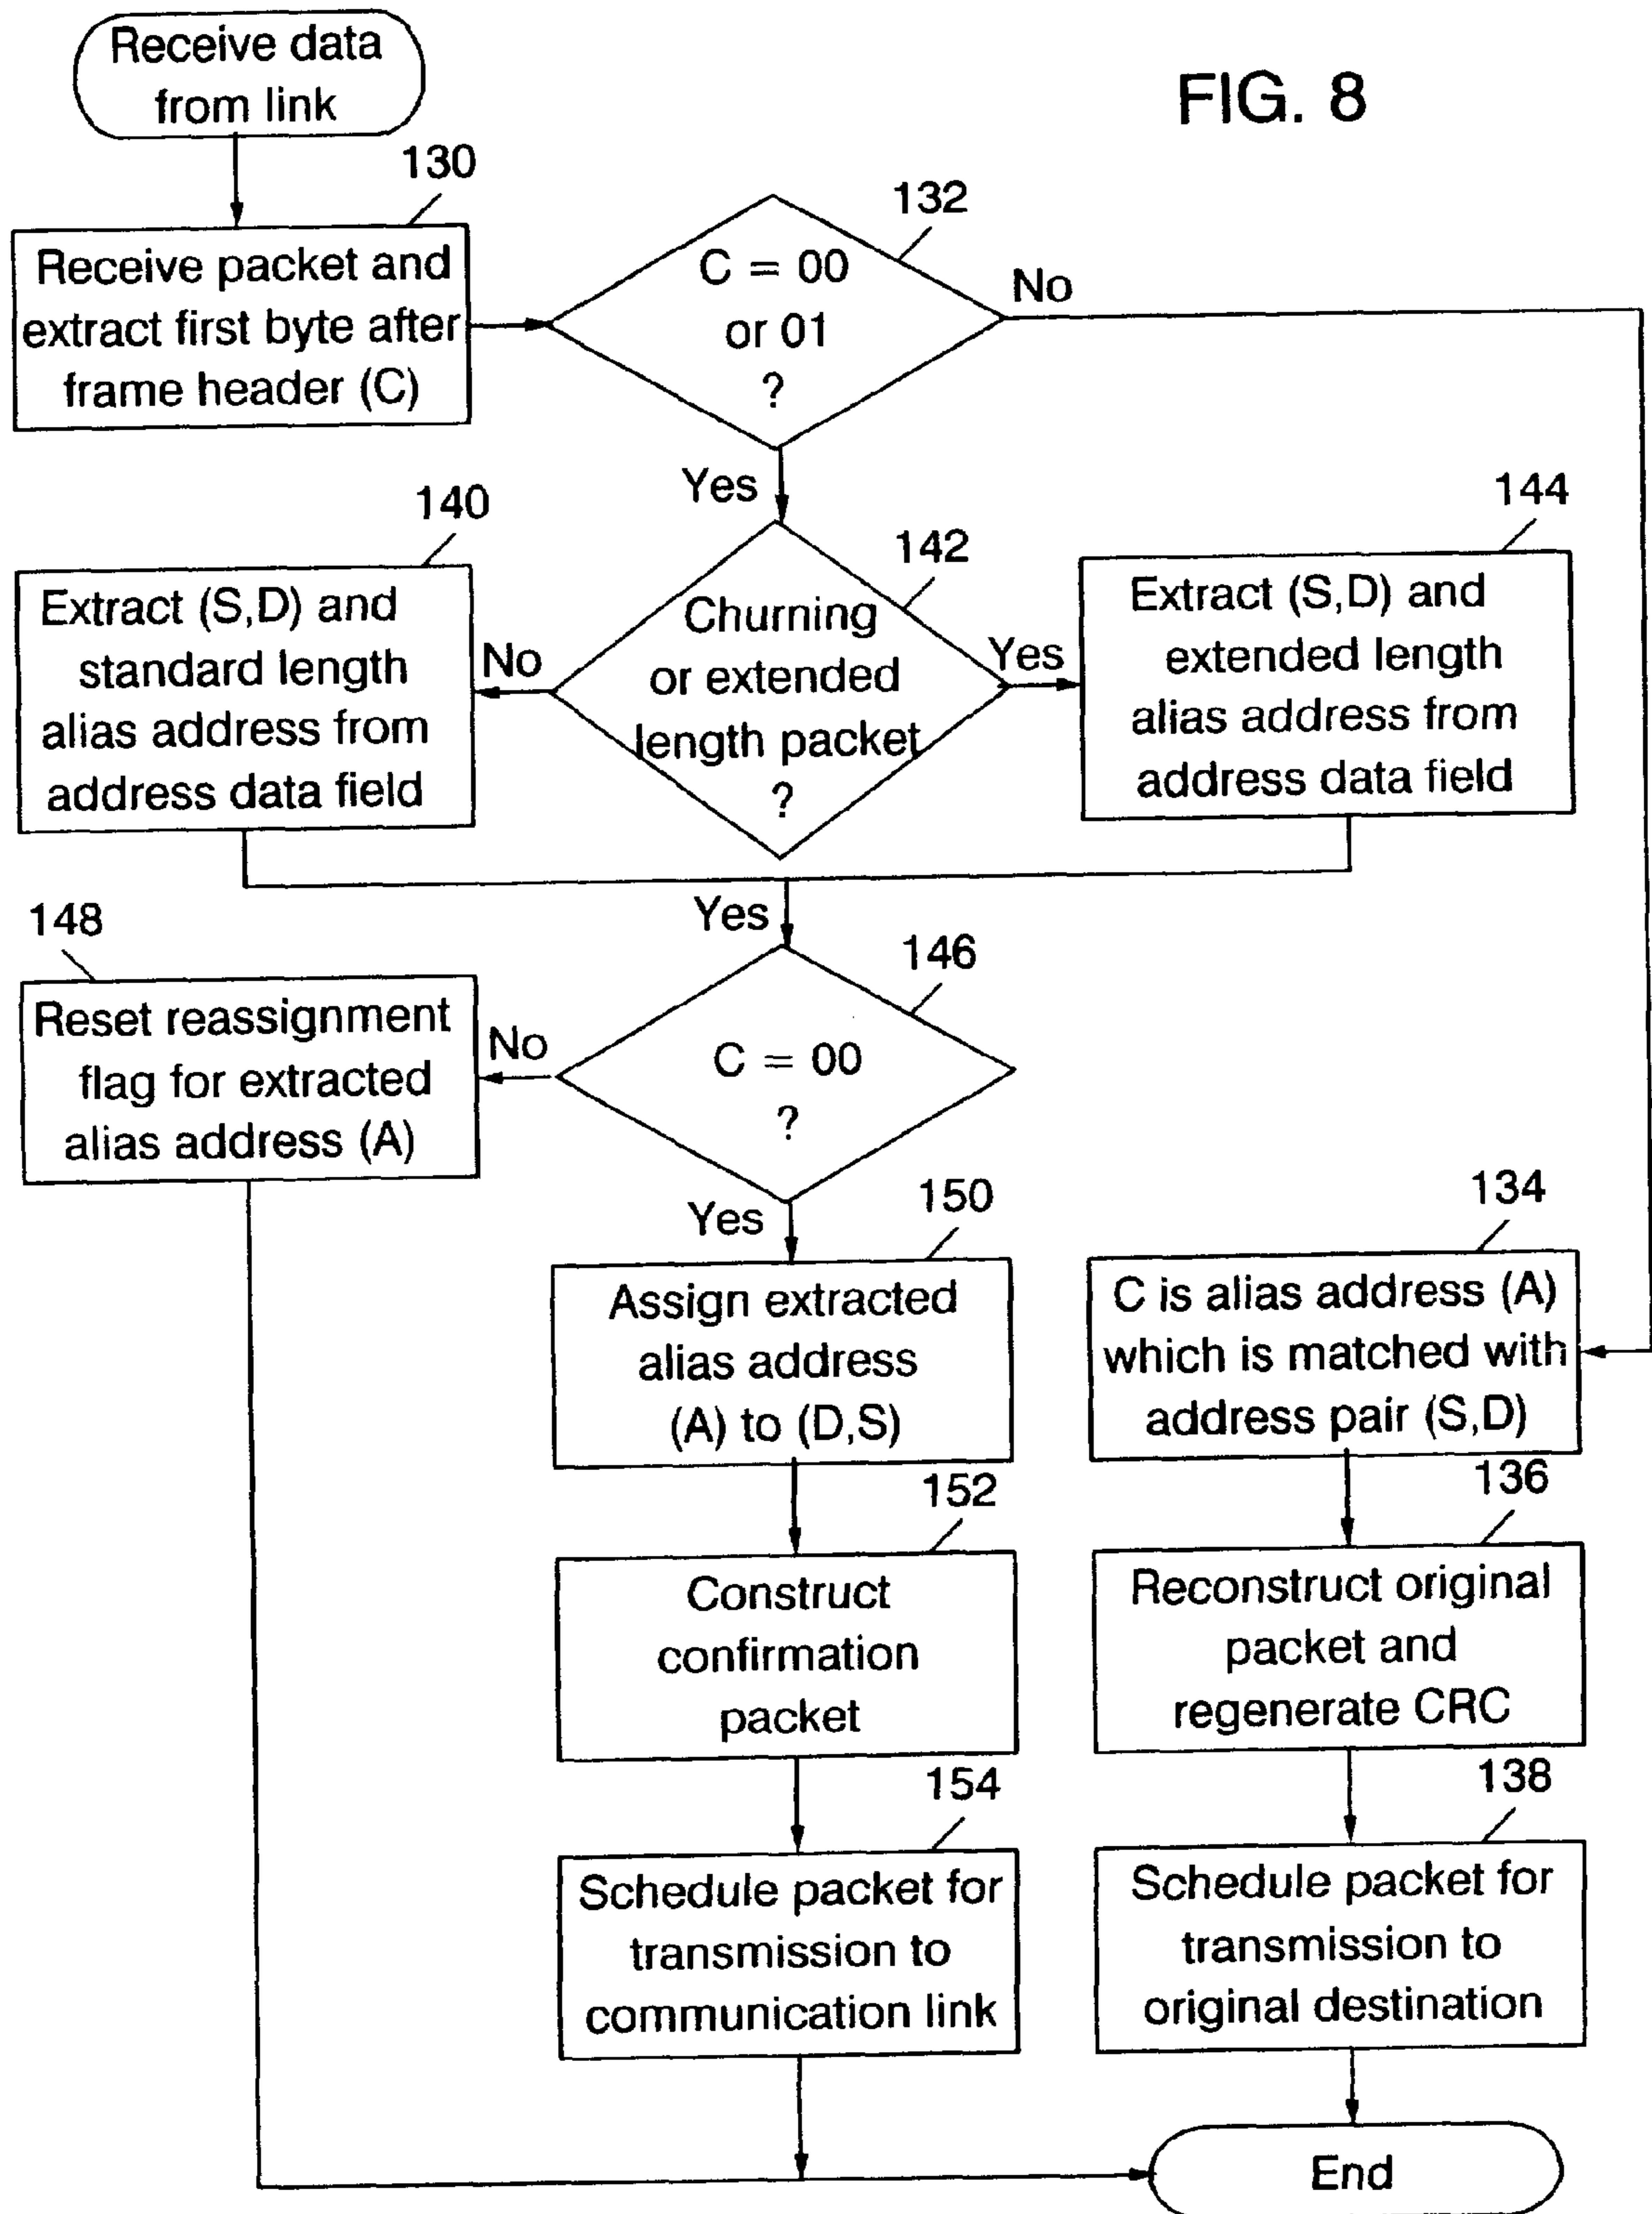 FIG. 8
Receive data
from link
130
Receive packet and
extract first byte after
frame header (C)
132
C = 00
or 01
?
No
Yes
140
Extract (S,D) and
standard length
alias address from
address data field
142
Churning
or extended
length packet
?
No
Yes
144
Extract (S,D) and
extended length
alias address from
address data field
Yes
146
C = 00
?
No
148
Reset reassignment
flag for extracted
alias address (A)
Yes
150
Assign extracted
alias address
(A) to (D,S)
152
Construct
confirmation
packet
154
Schedule packet for
transmission to
communication link
134
C is alias address (A)
which is matched with
address pair (S,D)
136
Reconstruct original
packet and
regenerate CRC
138
Schedule packet for
transmission to
original destination
End